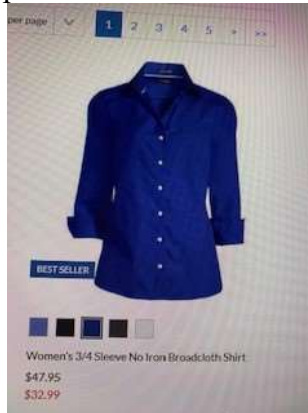 per page 1 2 3 4 5 > >>
BEST SELLER
Women's 3/4 Sleeve No Iron Broadcloth Shirt
$47.95
$32.99